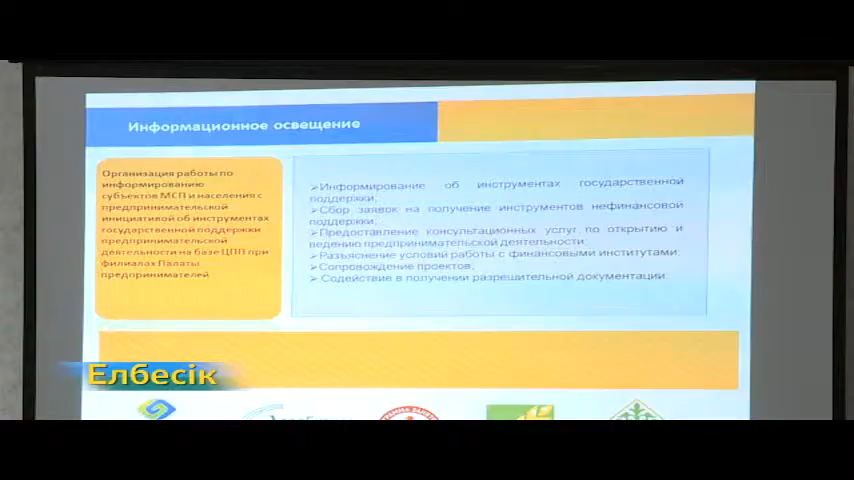 Информационное освещение
Организация работы по
информированию
субъектов МСП и населения с
предпринимательской
инициативой об инструментах
государственной поддержки
предпринимательской
деятельности на базе ЦПП при
филиалах Палаты
предпринимателей
➢Информирование об инструментах государственной
поддержки;
➢Сбор заявок на получение инструментов нефинансовой
поддержки;
➢Предоставление консультационных услуг по открытию и
ведению предпринимательской деятельности;
➢Разъяснение условий работы с финансовыми институтами;
➢Сопровождение проектов;
➢Содействие в получении разрешительной документации.
Елбесік